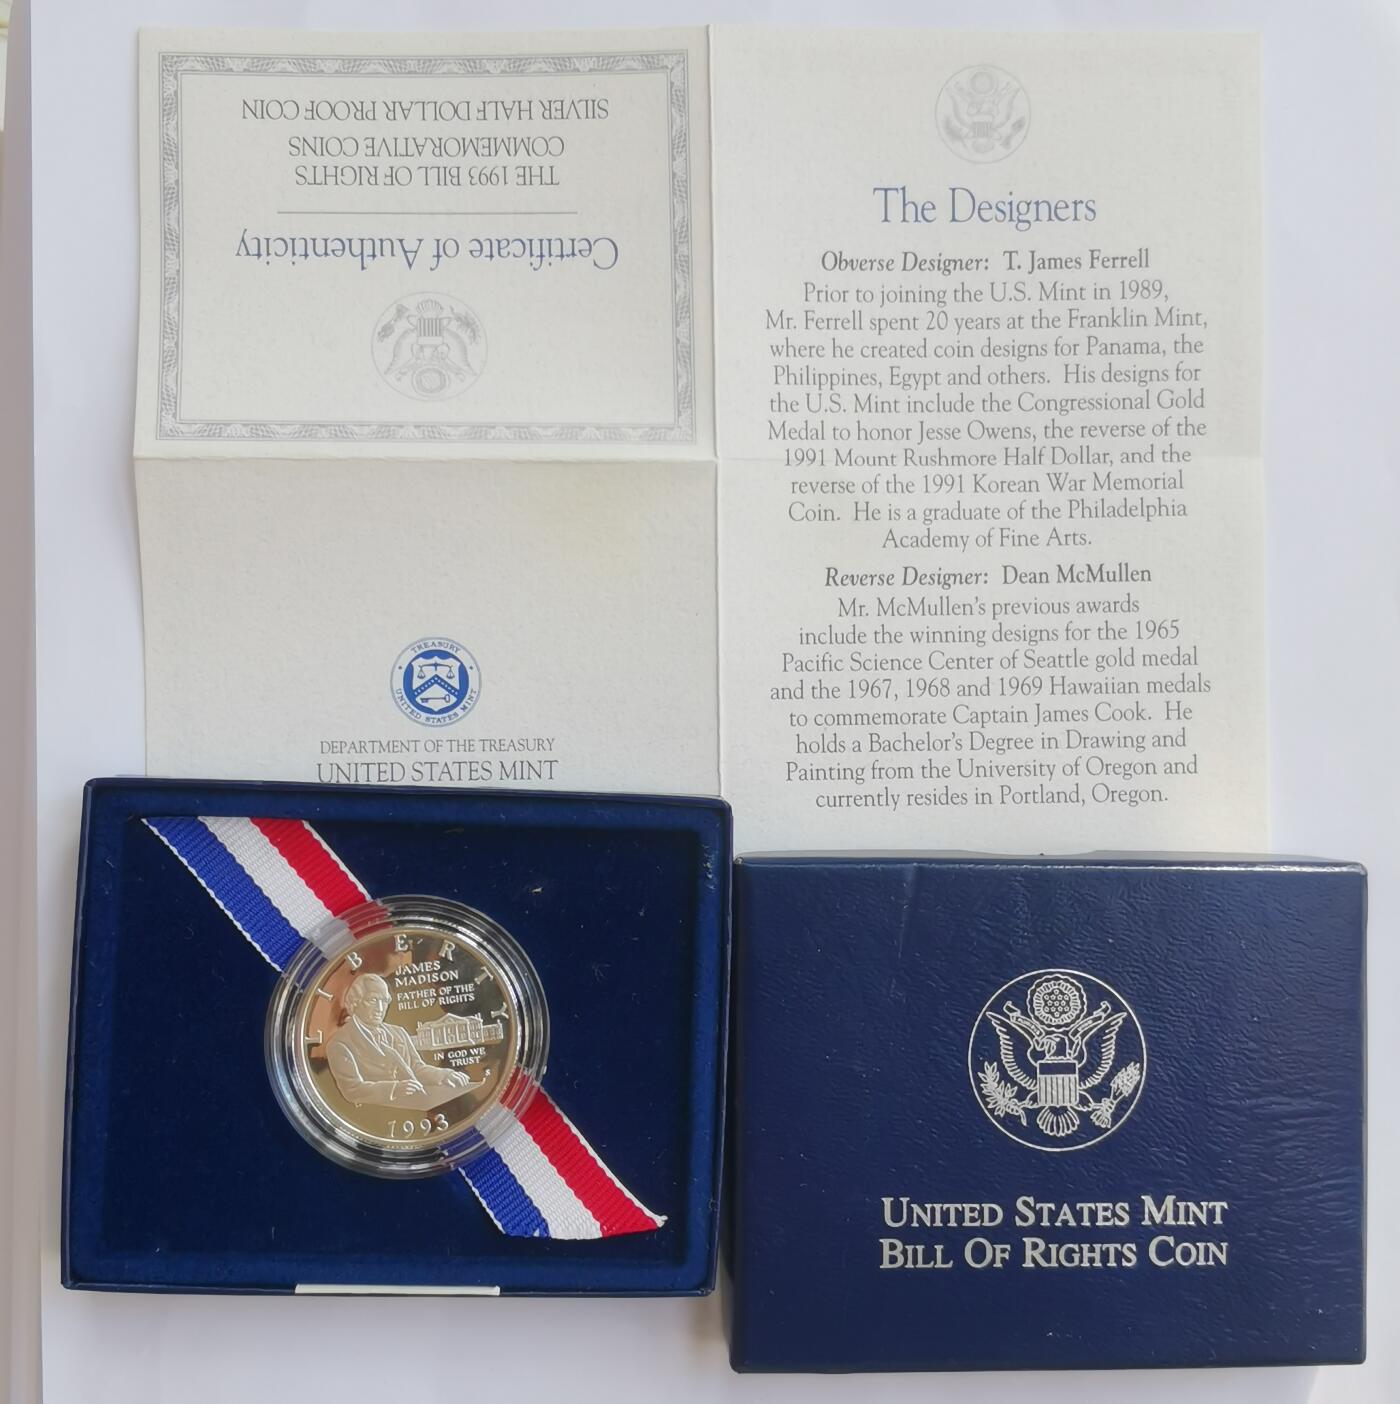 Certificate of Authenticity
THE 1993 BILL OF RIGHTS
COMMEMORATIVE COINS
SILVER HALF DOLLAR PROOF COIN
TREASURY
UNITED STATES MINT
DEPARTMENT OF THE TREASURY
UNITED STATES MINT
The Designers
Obverse Designer: T. James Ferrell
Prior to joining the U.S. Mint in 1989,
Mr. Ferrell spent 20 years at the Franklin Mint,
where he created coin designs for Panama, the
Philippines, Egypt and others. His designs for
the U.S. Mint include the Congressional Gold
Medal to honor Jesse Owens, the reverse of the
1991 Mount Rushmore Half Dollar, and the
reverse of the 1991 Korean War Memorial
Coin. He is a graduate of the Philadelphia
Academy of Fine Arts.
Reverse Designer: Dean McMullen
Mr. McMullen's previous awards
include the winning designs for the 1965
Pacific Science Center of Seattle gold medal
and the 1967, 1968 and 1969 Hawaiian medals
to commemorate Captain James Cook. He
holds a Bachelor's Degree in Drawing and
Painting from the University of Oregon and
currently resides in Portland, Oregon.
LIBERTY
JAMES
MADISON
FATHER OF THE
BILL OF RIGHTS
IN GOD WE
TRUST
S
1993
UNITED STATES MINT
BILL OF RIGHTS COIN